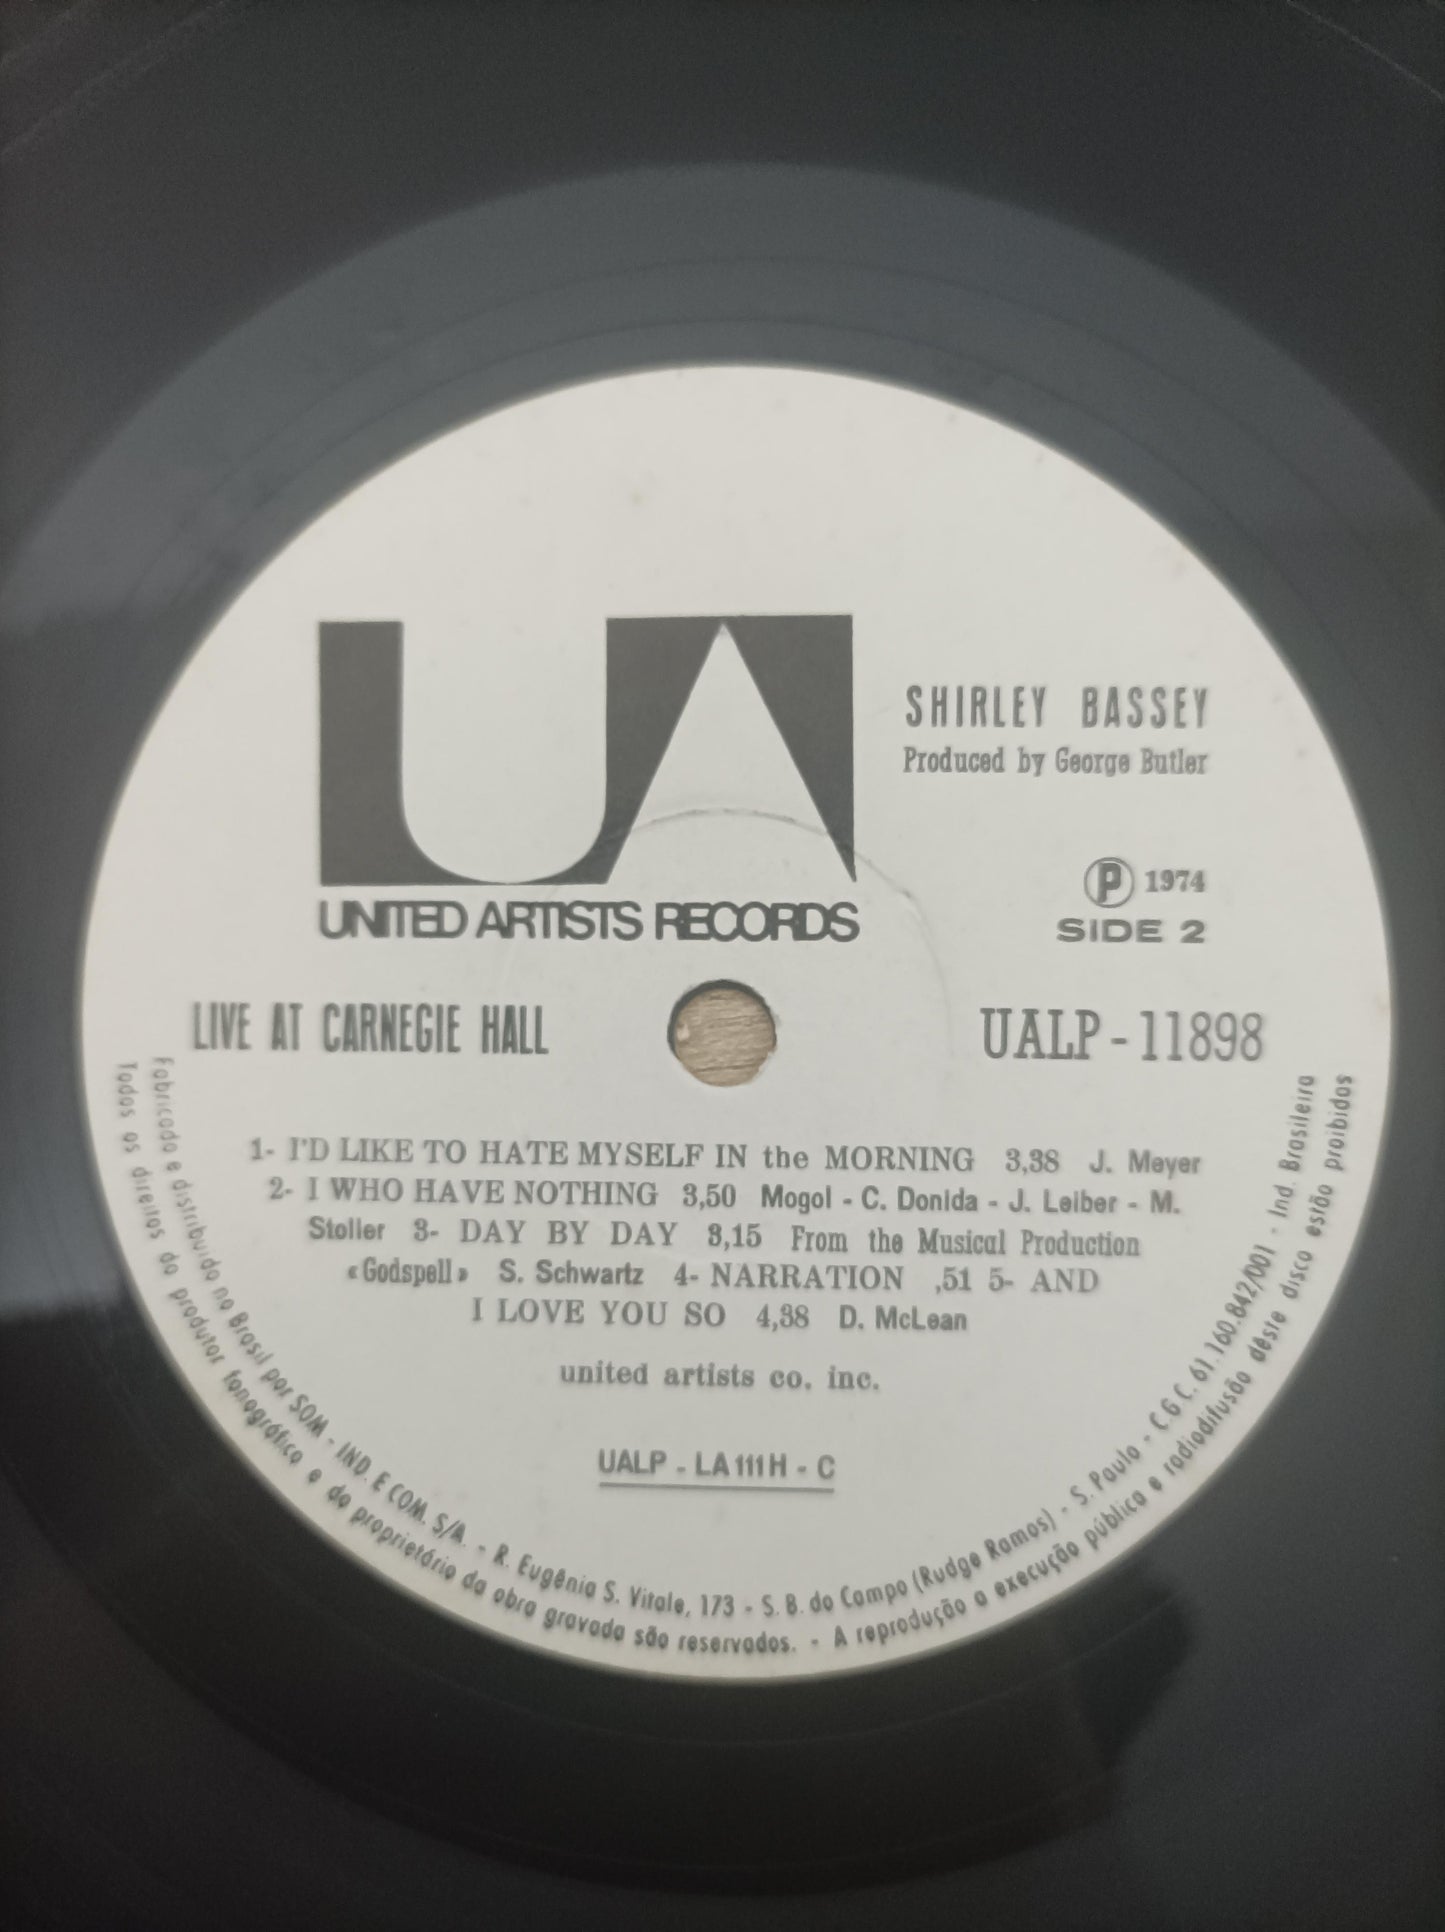 UA
UNITED ARTISTS RECORDS
SHIRLEY BASSEY
Produced by George Butler
Ⓟ 1974
SIDE 2
LIVE AT CARNEGIE HALL
UALP - 11898
1- I'D LIKE TO HATE MYSELF IN the MORNING 3,38 J. Meyer
2- I WHO HAVE NOTHING 3,50 Mogol - C. Donida - J. Leiber - M.
Stoller 3- DAY BY DAY 3,15 From the Musical Production
«Godspell» S. Schwartz 4- NARRATION ,51 5- AND
I LOVE YOU SO 4,38 D. McLean
united artists co. inc.
UALP - LA 111 H - C
Fabricado e distribuido no Brasil por SOM - IND. E COM. S/A. - R. Eugênia S. Vitale, 173 - S. B. do Campo (Rudge Ramos) - S. Paulo - C.G.C. 61.160.842/001 - Ind. Brasileira
Todos os direitos do produtor fonográfico e do proprietário da obra gravada são reservados. - A reprodução a execução público e radiodifusão dêste disco estão proibidos